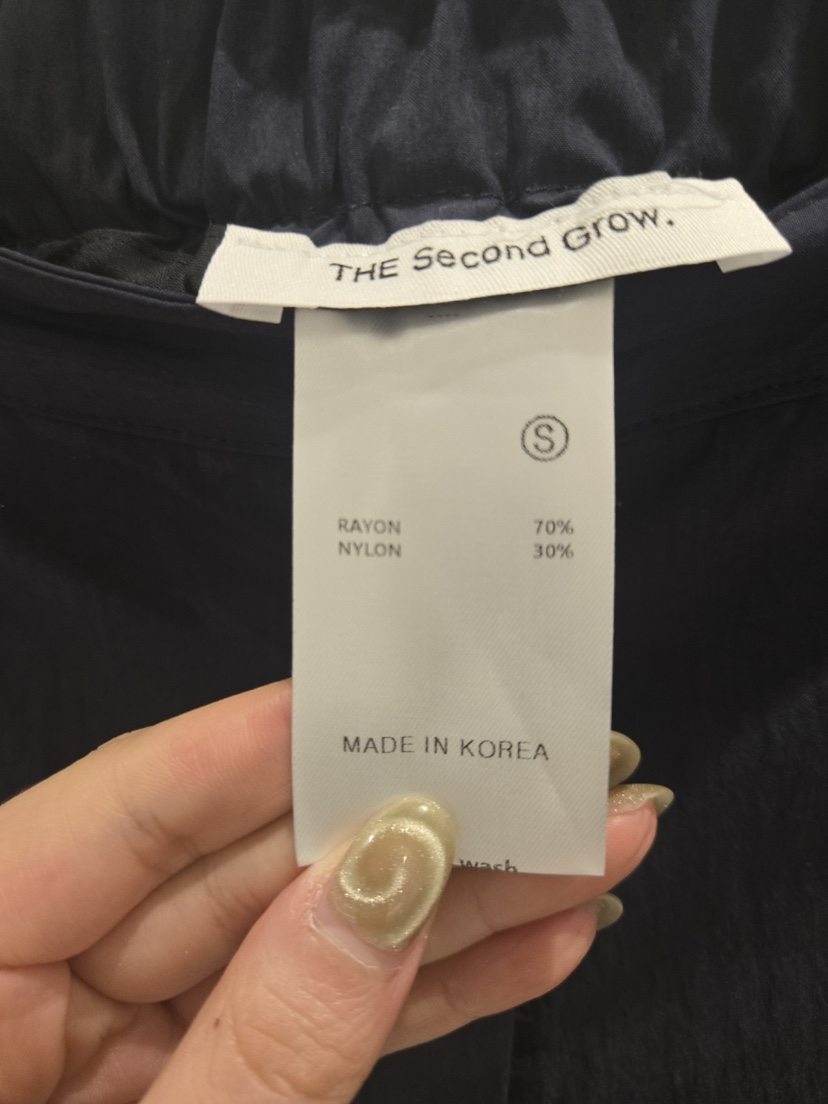 THE Second Grow.
S
RAYON 70%
NYLON 30%
MADE IN KOREA
wash